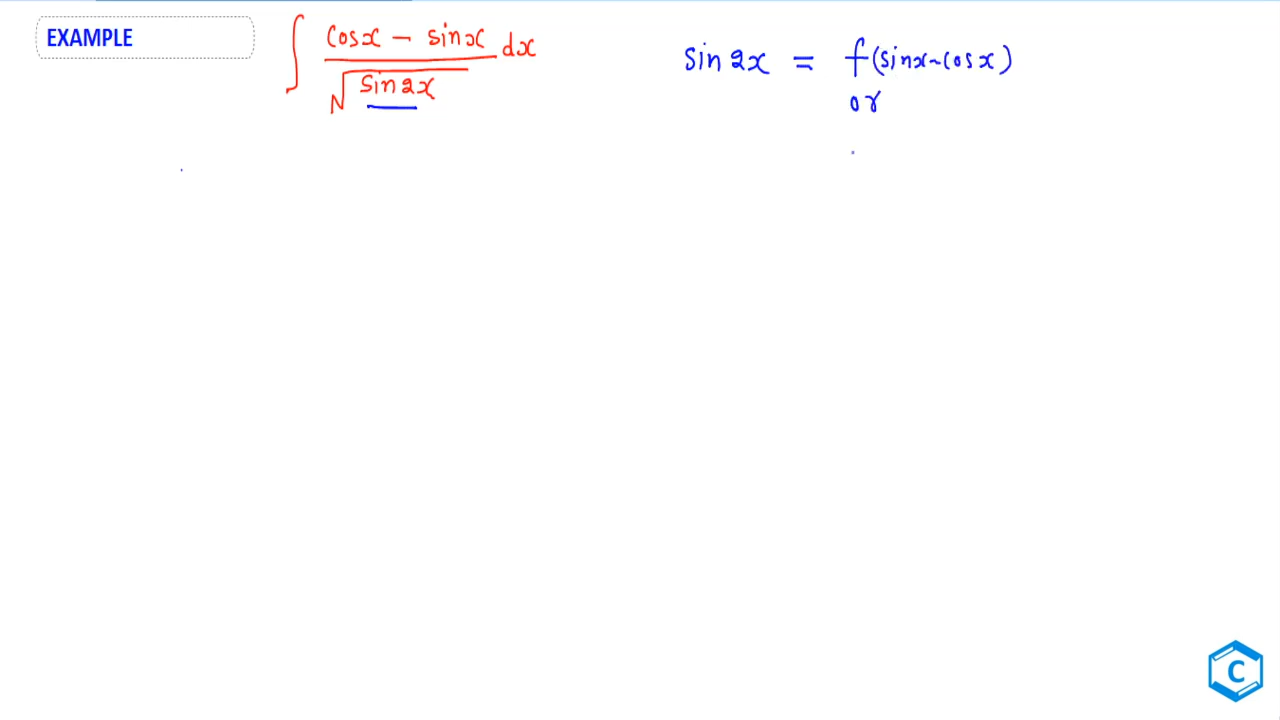 EXAMPLE
∫ (cosx − sinx)/√(sin2x) dx
sin2x = f(sinx−cosx)
or
C